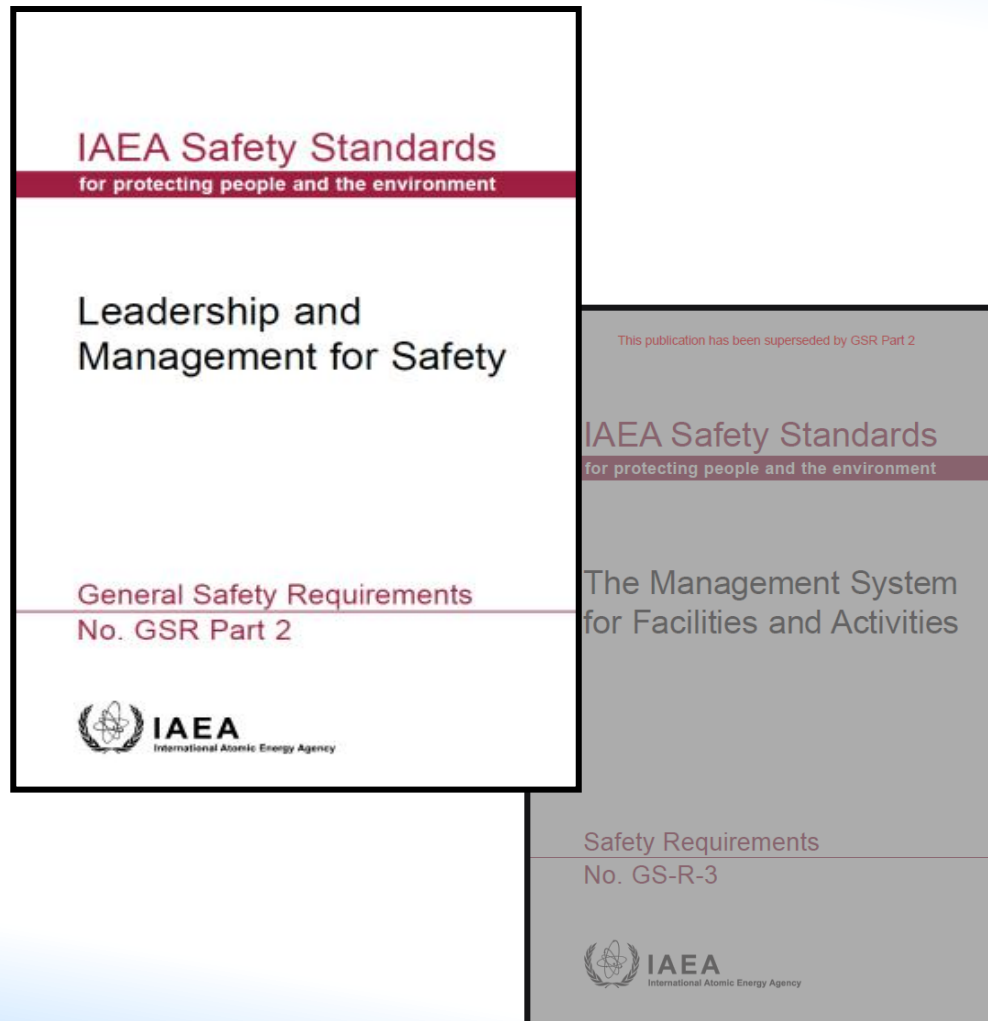 IAEA Safety Standards
for protecting people and the environment
Leadership and
Management for Safety
General Safety Requirements
No. GSR Part 2
IAEA
International Atomic Energy Agency
This publication has been superseded by GSR Part 2
IAEA Safety Standards
for protecting people and the environment
The Management System
for Facilities and Activities
Safety Requirements
No. GS-R-3
IAEA
International Atomic Energy Agency